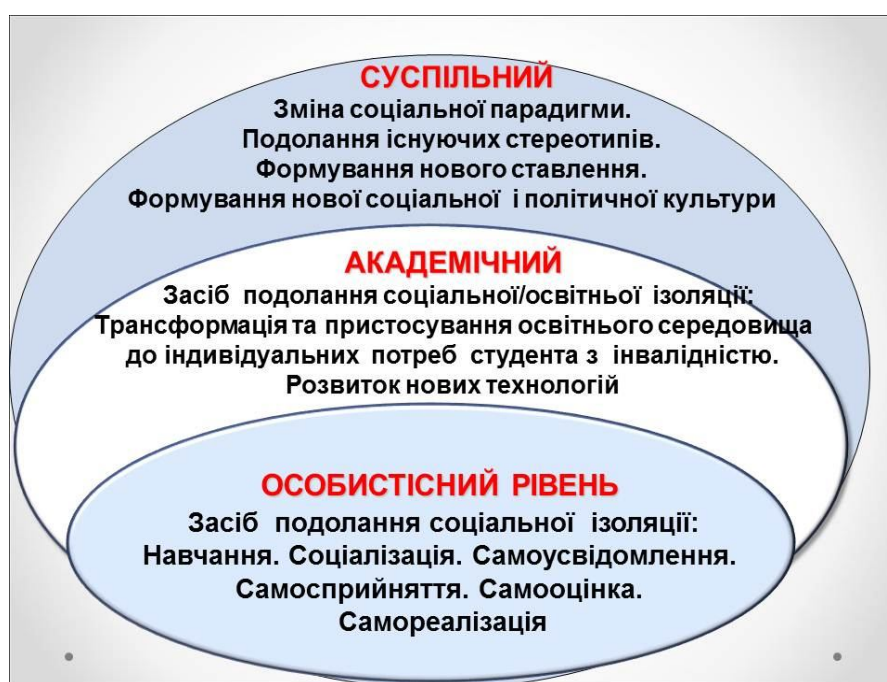 СУСПІЛЬНИЙ
Зміна соціальної парадигми.
Подолання існуючих стереотипів.
Формування нового ставлення.
Формування нової соціальної і політичної культури
АКАДЕМІЧНИЙ
Засіб подолання соціальної/освітньої ізоляції:
Трансформація та пристосування освітнього середовища
до індивідуальних потреб студента з інвалідністю.
Розвиток нових технологій
ОСОБИСТІСНИЙ РІВЕНЬ
Засіб подолання соціальної ізоляції:
Навчання. Соціалізація. Самоусвідомлення.
Самосприйняття. Самооцінка.
Самореалізація